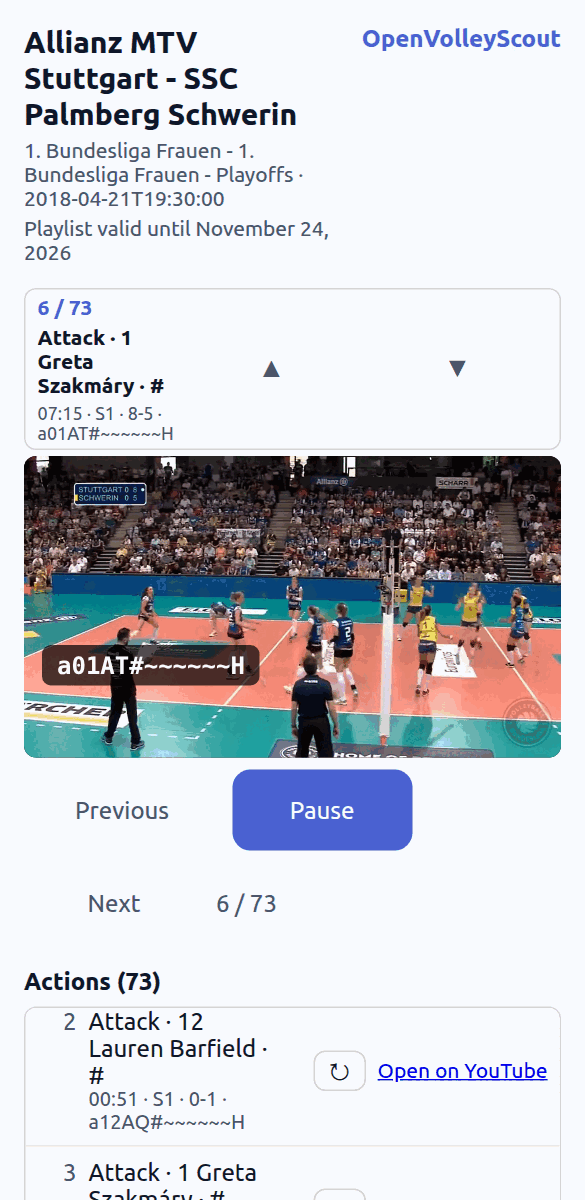 Allianz MTV
Stuttgart - SSC
Palmberg Schwerin
OpenVolleyScout
1. Bundesliga Frauen - 1.
Bundesliga Frauen - Playoffs ·
2018-04-21T19:30:00
Playlist valid until November 24,
2026
6 / 73
Attack · 1
Greta
Szakmáry · #
07:15 · S1 · 8-5 ·
a01AT#~~~~~~H
▲
▼
Allianz
SCHARR
STUTTGART 0 8
SCHWERIN 0 5
a01AT#~~~~~~H
Previous
Pause
Next
6 / 73
Actions (73)
2
Attack · 12
Lauren Barfield ·
#
00:51 · S1 · 0-1 ·
a12AQ#~~~~~~H
↻
Open on YouTube
3
Attack · 1 Greta
Szakmáry · #